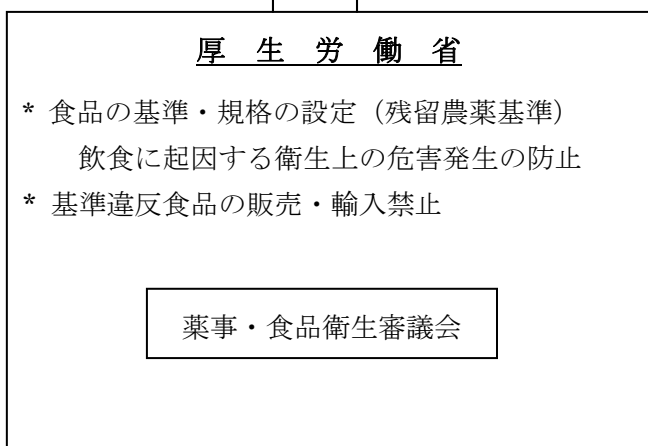 厚 生 労 働 省
* 食品の基準・規格の設定（残留農薬基準）
飲食に起因する衛生上の危害発生の防止
* 基準違反食品の販売・輸入禁止
薬事・食品衛生審議会